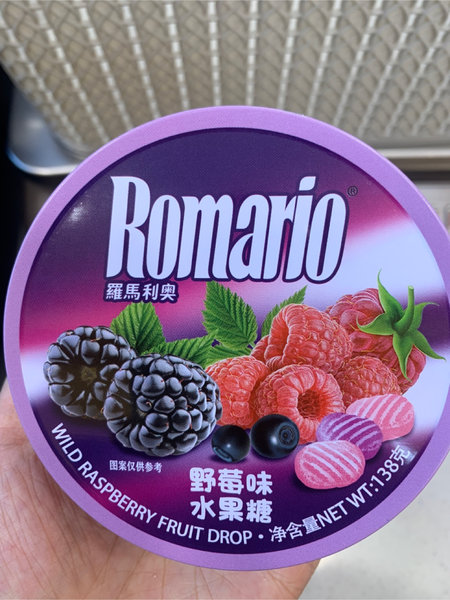 Romario®
羅馬利奥
图案仅供参考
野莓味
水果糖
WILD RASPBERRY FRUIT DROP · 净含量NET WT:138克